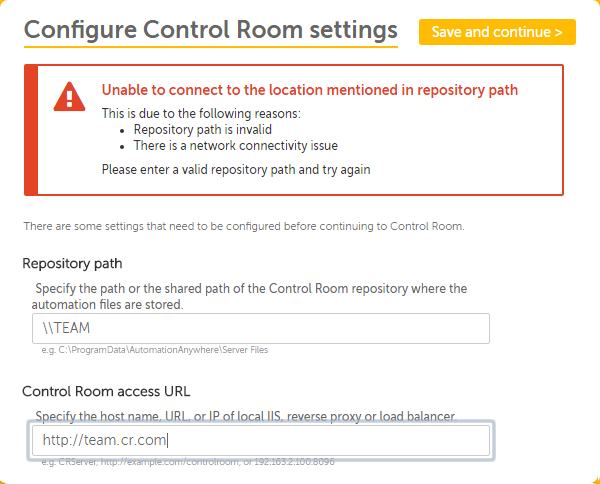 Configure Control Room settings
Save and continue >
Unable to connect to the location mentioned in repository path
This is due to the following reasons:
• Repository path is invalid
• There is a network connectivity issue
Please enter a valid repository path and try again
There are some settings that need to be configured before continuing to Control Room.
Repository path
Specify the path or the shared path of the Control Room repository where the
automation files are stored.
\\TEAM
e.g. C:\ProgramData\AutomationAnywhere\Server Files
Control Room access URL
Specify the host name, URL, or IP of local IIS, reverse proxy or load balancer.
http://team.cr.com
e.g. CRServer, http://example.com/controlroom, or 192.163.2.100:8096